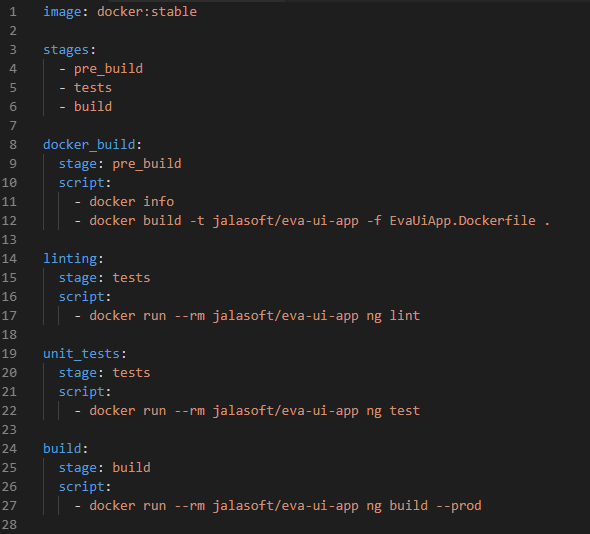 1 image: docker:stable
2
3 stages:
4 - pre_build
5 - tests
6 - build
7
8 docker_build:
9 stage: pre_build
10 script:
11 - docker info
12 - docker build -t jalasoft/eva-ui-app -f EvaUiApp.Dockerfile .
13
14 linting:
15 stage: tests
16 script:
17 - docker run --rm jalasoft/eva-ui-app ng lint
18
19 unit_tests:
20 stage: tests
21 script:
22 - docker run --rm jalasoft/eva-ui-app ng test
23
24 build:
25 stage: build
26 script:
27 - docker run --rm jalasoft/eva-ui-app ng build --prod
28